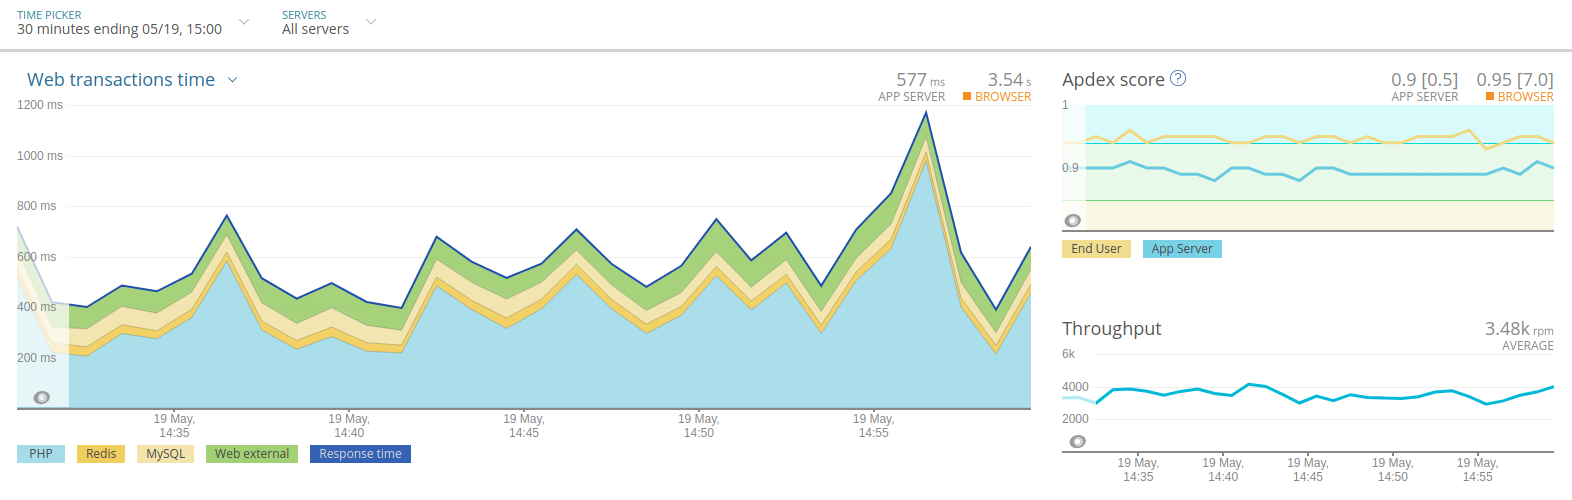 TIME PICKER
30 minutes ending 05/19, 15:00
SERVERS
All servers
Web transactions time
577 ms
APP SERVER
3.54 s
BROWSER
1200 ms
1000 ms
800 ms
600 ms
400 ms
200 ms
19 May,
14:35
19 May,
14:40
19 May,
14:45
19 May,
14:50
19 May,
14:55
PHP
Redis
MySQL
Web external
Response time
Apdex score ?
0.9 [0.5]
APP SERVER
0.95 [7.0]
BROWSER
1
0.9
End User
App Server
Throughput
3.48k rpm
AVERAGE
6k
4000
2000
19 May,
14:35
19 May,
14:40
19 May,
14:45
19 May,
14:50
19 May,
14:55